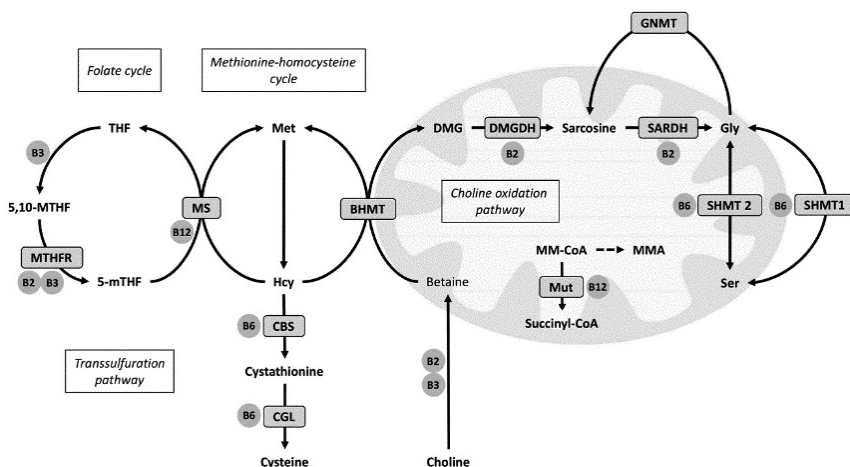 GNMT
Folate cycle
Methionine-homocysteine
cycle
THF
Met
DMG
DMGDH
Sarcosine
SARDH
Gly
B3
B2
B2
5,10-MTHF
MS
BHMT
Choline oxidation
pathway
B6
SHMT 2
B6
SHMT1
B12
MTHFR
MM-CoA
MMA
B2
B3
5-mTHF
Hcy
Betaine
Mut
B12
Ser
B6
CBS
Succinyl-CoA
Transsulfuration
pathway
Cystathionine
B2
B3
B6
CGL
Cysteine
Choline